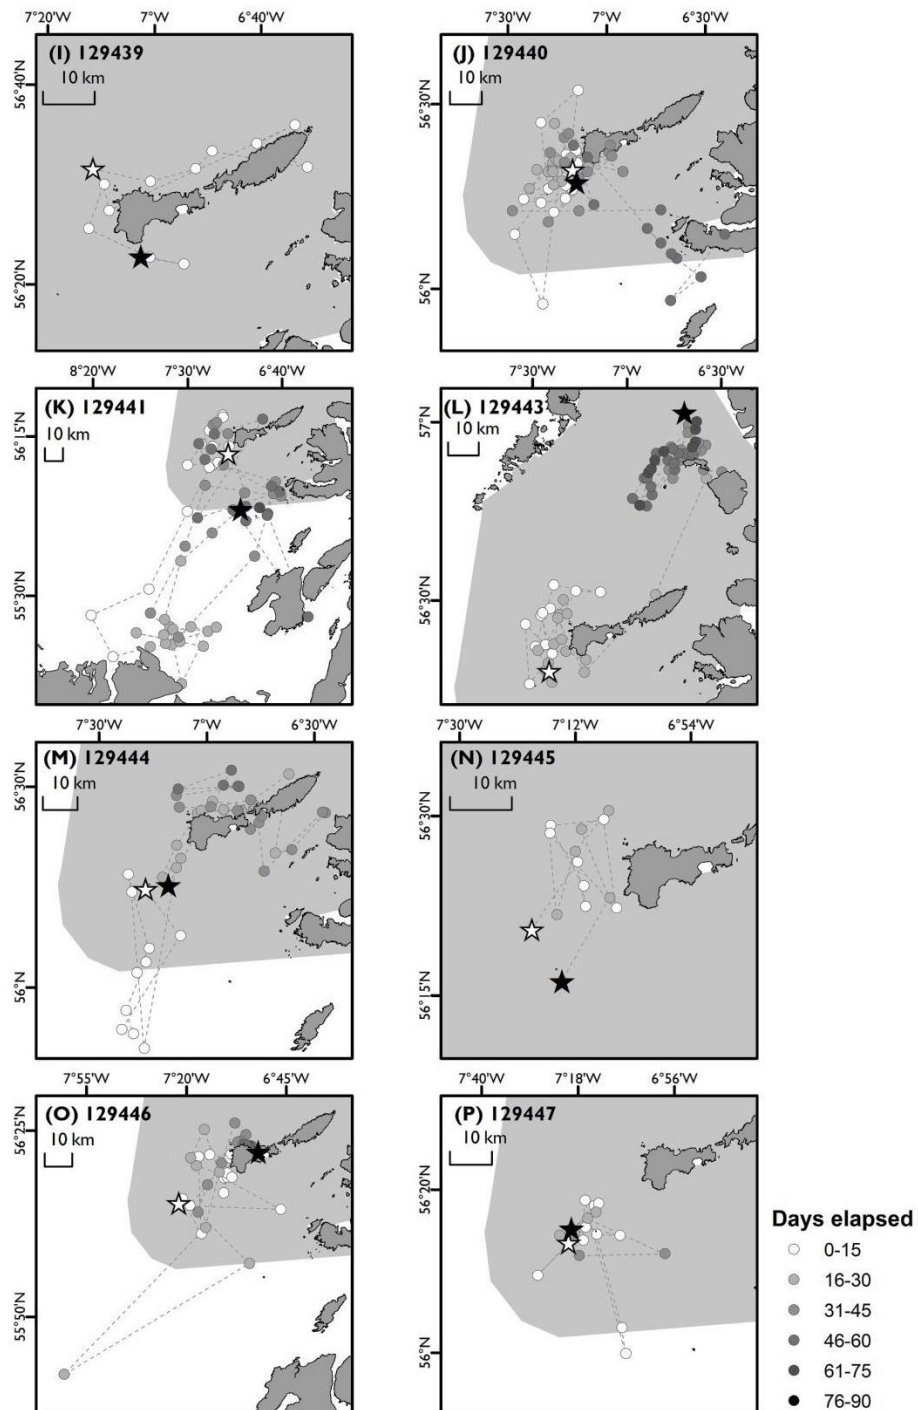 7°20'W 7°W 6°40'W
(I) 129439
10 km
56°40'N
56°20'N
7°30'W 7°W 6°30'W
(J) 129440
10 km
56°30'N
56°N
8°20'W 7°30'W 6°40'W
(K) 129441
10 km
56°15'N
55°30'N
7°30'W 7°W 6°30'W
(L) 129443
10 km
57°N
56°30'N
7°30'W 7°W 6°30'W
(M) 129444
10 km
56°30'N
56°N
7°30'W 7°12'W 6°54'W
(N) 129445
10 km
56°30'N
56°15'N
7°55'W 7°20'W 6°45'W
(O) 129446
10 km
56°25'N
55°50'N
7°40'W 7°18'W 6°56'W
(P) 129447
10 km
56°20'N
56°N
Days elapsed
0-15
16-30
31-45
46-60
61-75
76-90